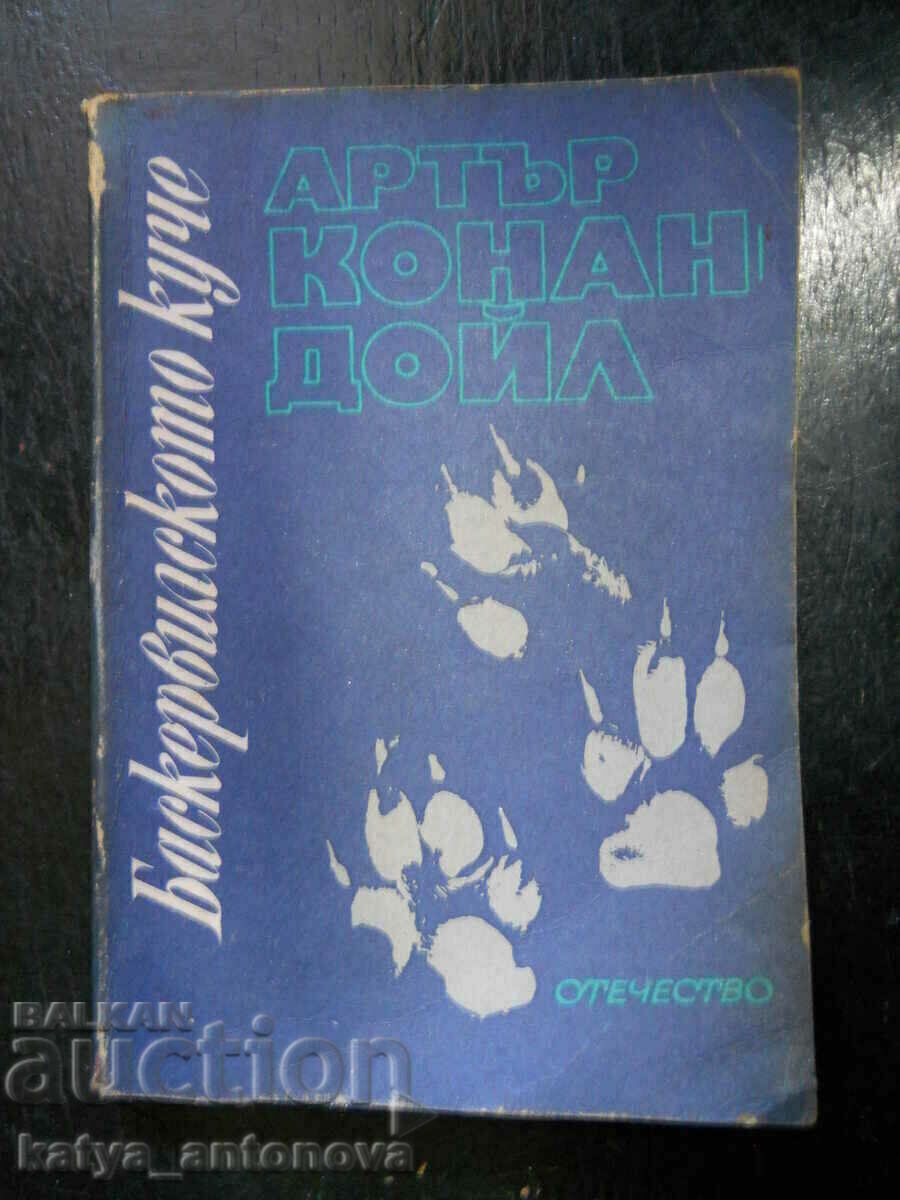 АРТЪР
КОНАН
ДОЙЛ
Баскервилското куче
ОТЕЧЕСТВО
BALKAN
auction
katya_antonova